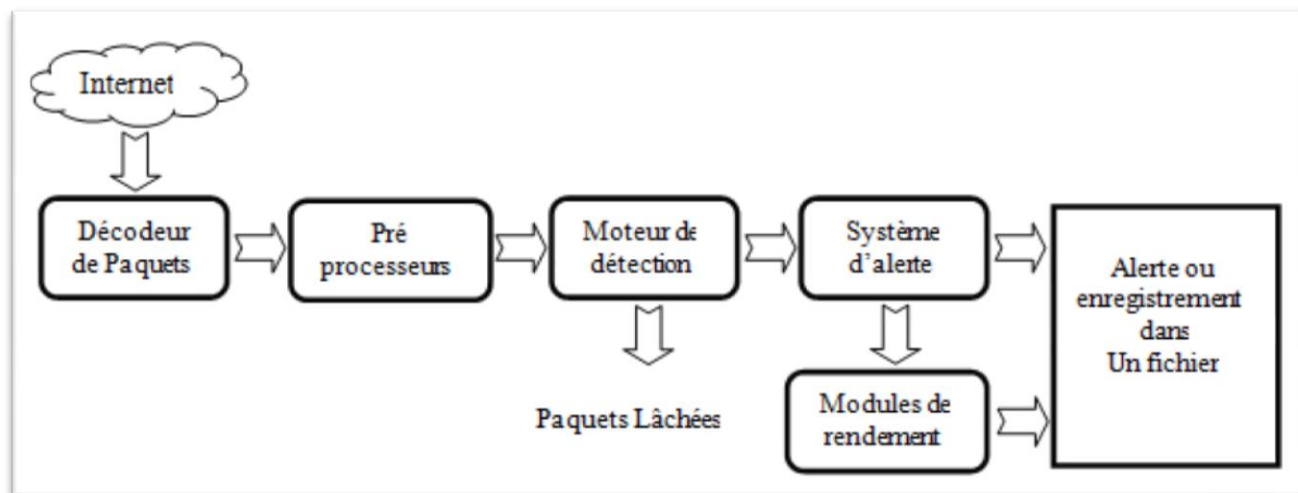 Internet
Décodeur
de Paquets
Pré
processeurs
Moteur de
détection
Système
d'alerte
Alerte ou
enregistrement
dans
Un fichier
Paquets Lâchées
Modules de
rendement